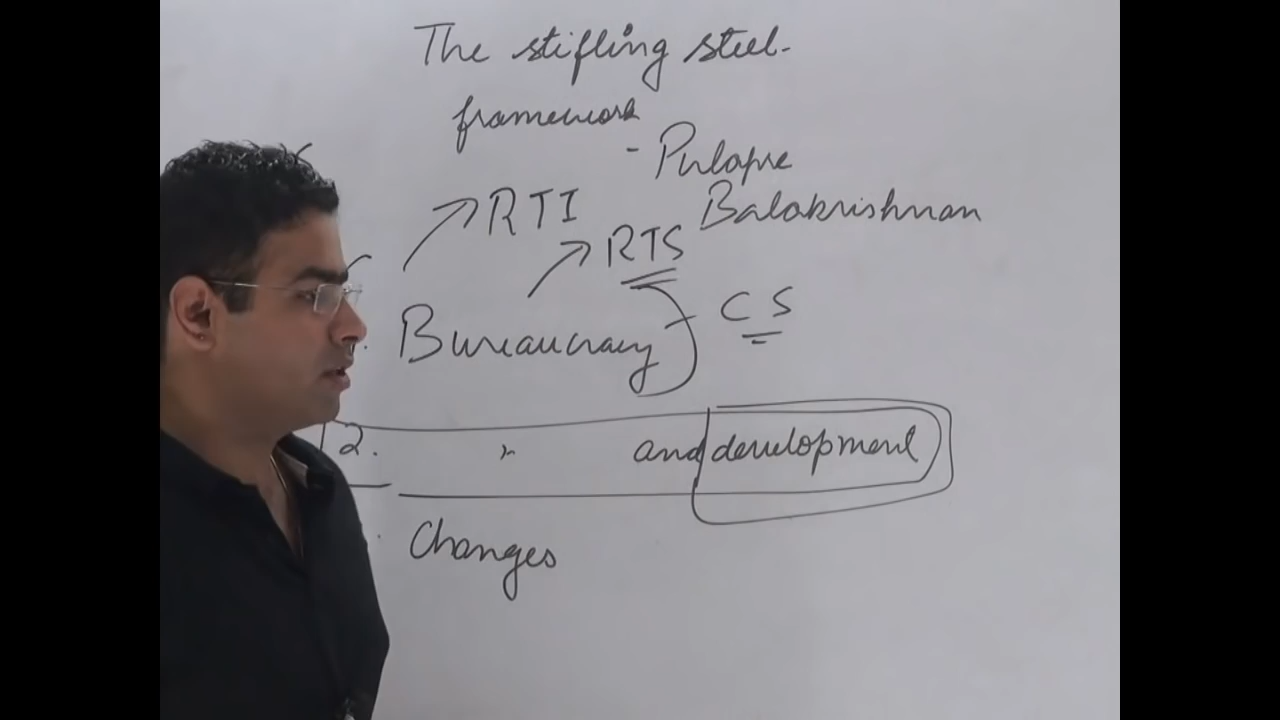 The stifling steel-
framework
- Pulapre
Balakrishnan
RTI
RTS
CS
Bureaucracy
2. " and development
Changes